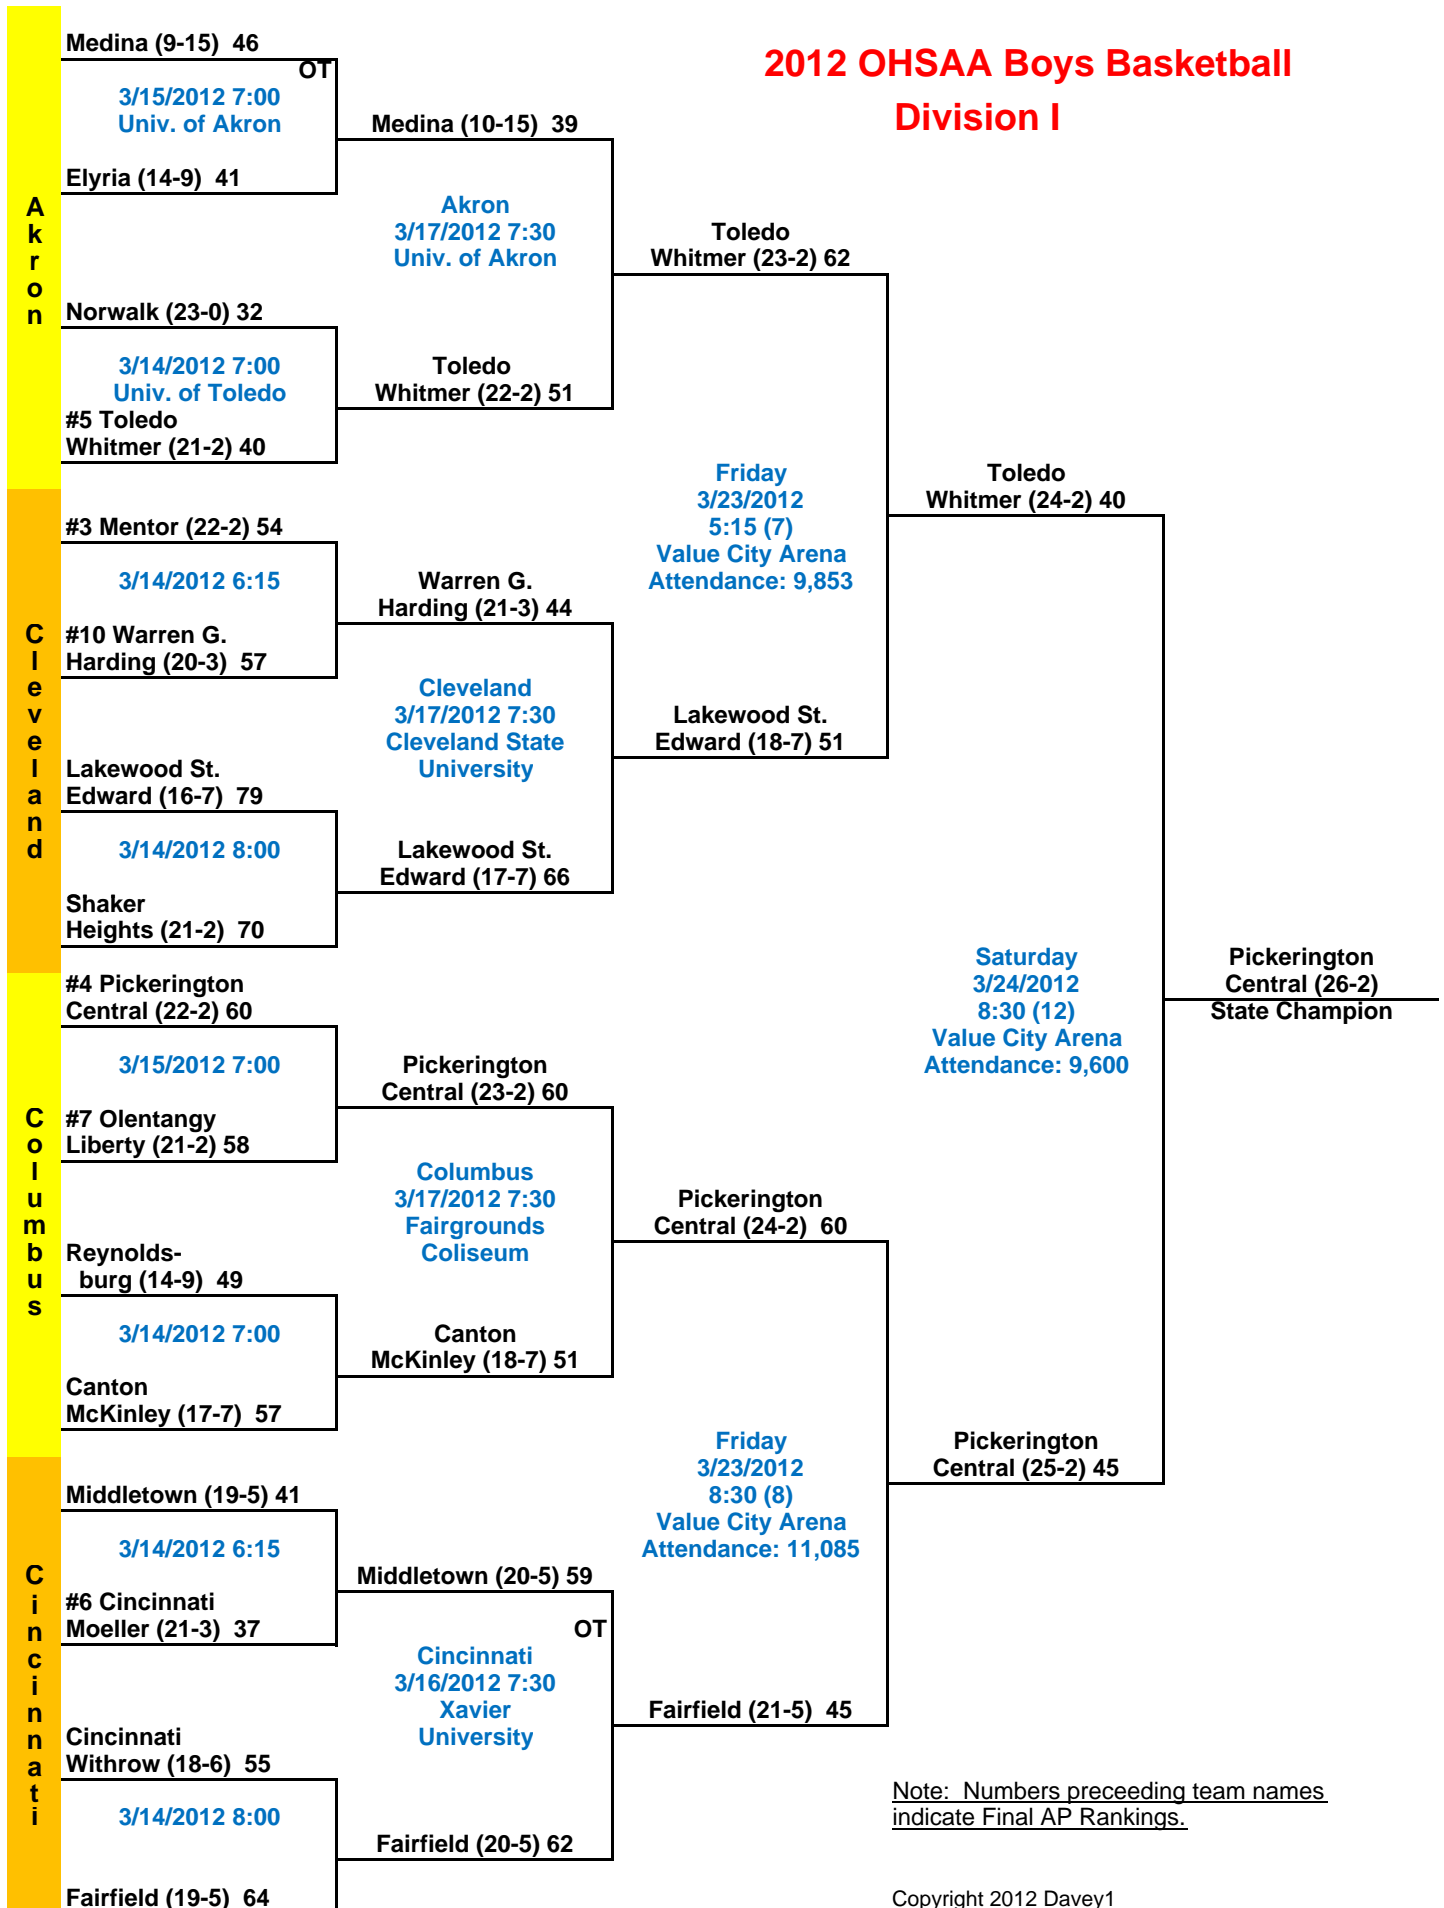 2012 OHSAA Boys Basketball
Division I
Akron
Medina (9-15)  46
OT
3/15/2012 7:00
Univ. of Akron
Elyria (14-9)  41
Medina (10-15)  39
Akron
3/17/2012 7:30
Univ. of Akron
Norwalk (23-0) 32
3/14/2012 7:00
Univ. of Toledo
#5 Toledo
Whitmer (21-2) 40
Toledo
Whitmer (22-2) 51
Toledo
Whitmer (23-2) 62
Cleveland
#3 Mentor (22-2) 54
3/14/2012 6:15
#10 Warren G.
Harding (20-3)  57
Warren G.
Harding (21-3) 44
Cleveland
3/17/2012 7:30
Cleveland State
University
Lakewood St.
Edward (16-7)  79
3/14/2012 8:00
Shaker
Heights (21-2)  70
Lakewood St.
Edward (17-7) 66
Lakewood St.
Edward (18-7) 51
Friday
3/23/2012
5:15 (7)
Value City Arena
Attendance: 9,853
Toledo
Whitmer (24-2) 40
Columbus
#4 Pickerington
Central (22-2) 60
3/15/2012 7:00
#7 Olentangy
Liberty (21-2) 58
Pickerington
Central (23-2) 60
Columbus
3/17/2012 7:30
Fairgrounds
Coliseum
Reynolds-
burg (14-9)  49
3/14/2012 7:00
Canton
McKinley (17-7)  57
Canton
McKinley (18-7) 51
Pickerington
Central (24-2)  60
Saturday
3/24/2012
8:30 (12)
Value City Arena
Attendance: 9,600
Pickerington
Central (26-2)
State Champion
Cincinnati
Middletown (19-5) 41
3/14/2012 6:15
#6 Cincinnati
Moeller (21-3)  37
Middletown (20-5) 59
OT
Cincinnati
3/16/2012 7:30
Xavier
University
Cincinnati
Withrow (18-6)  55
3/14/2012 8:00
Fairfield (19-5)  64
Fairfield (20-5) 62
Fairfield (21-5)  45
Friday
3/23/2012
8:30 (8)
Value City Arena
Attendance: 11,085
Pickerington
Central (25-2) 45
Note:  Numbers preceeding team names
indicate Final AP Rankings.
Copyright 2012 Davey1